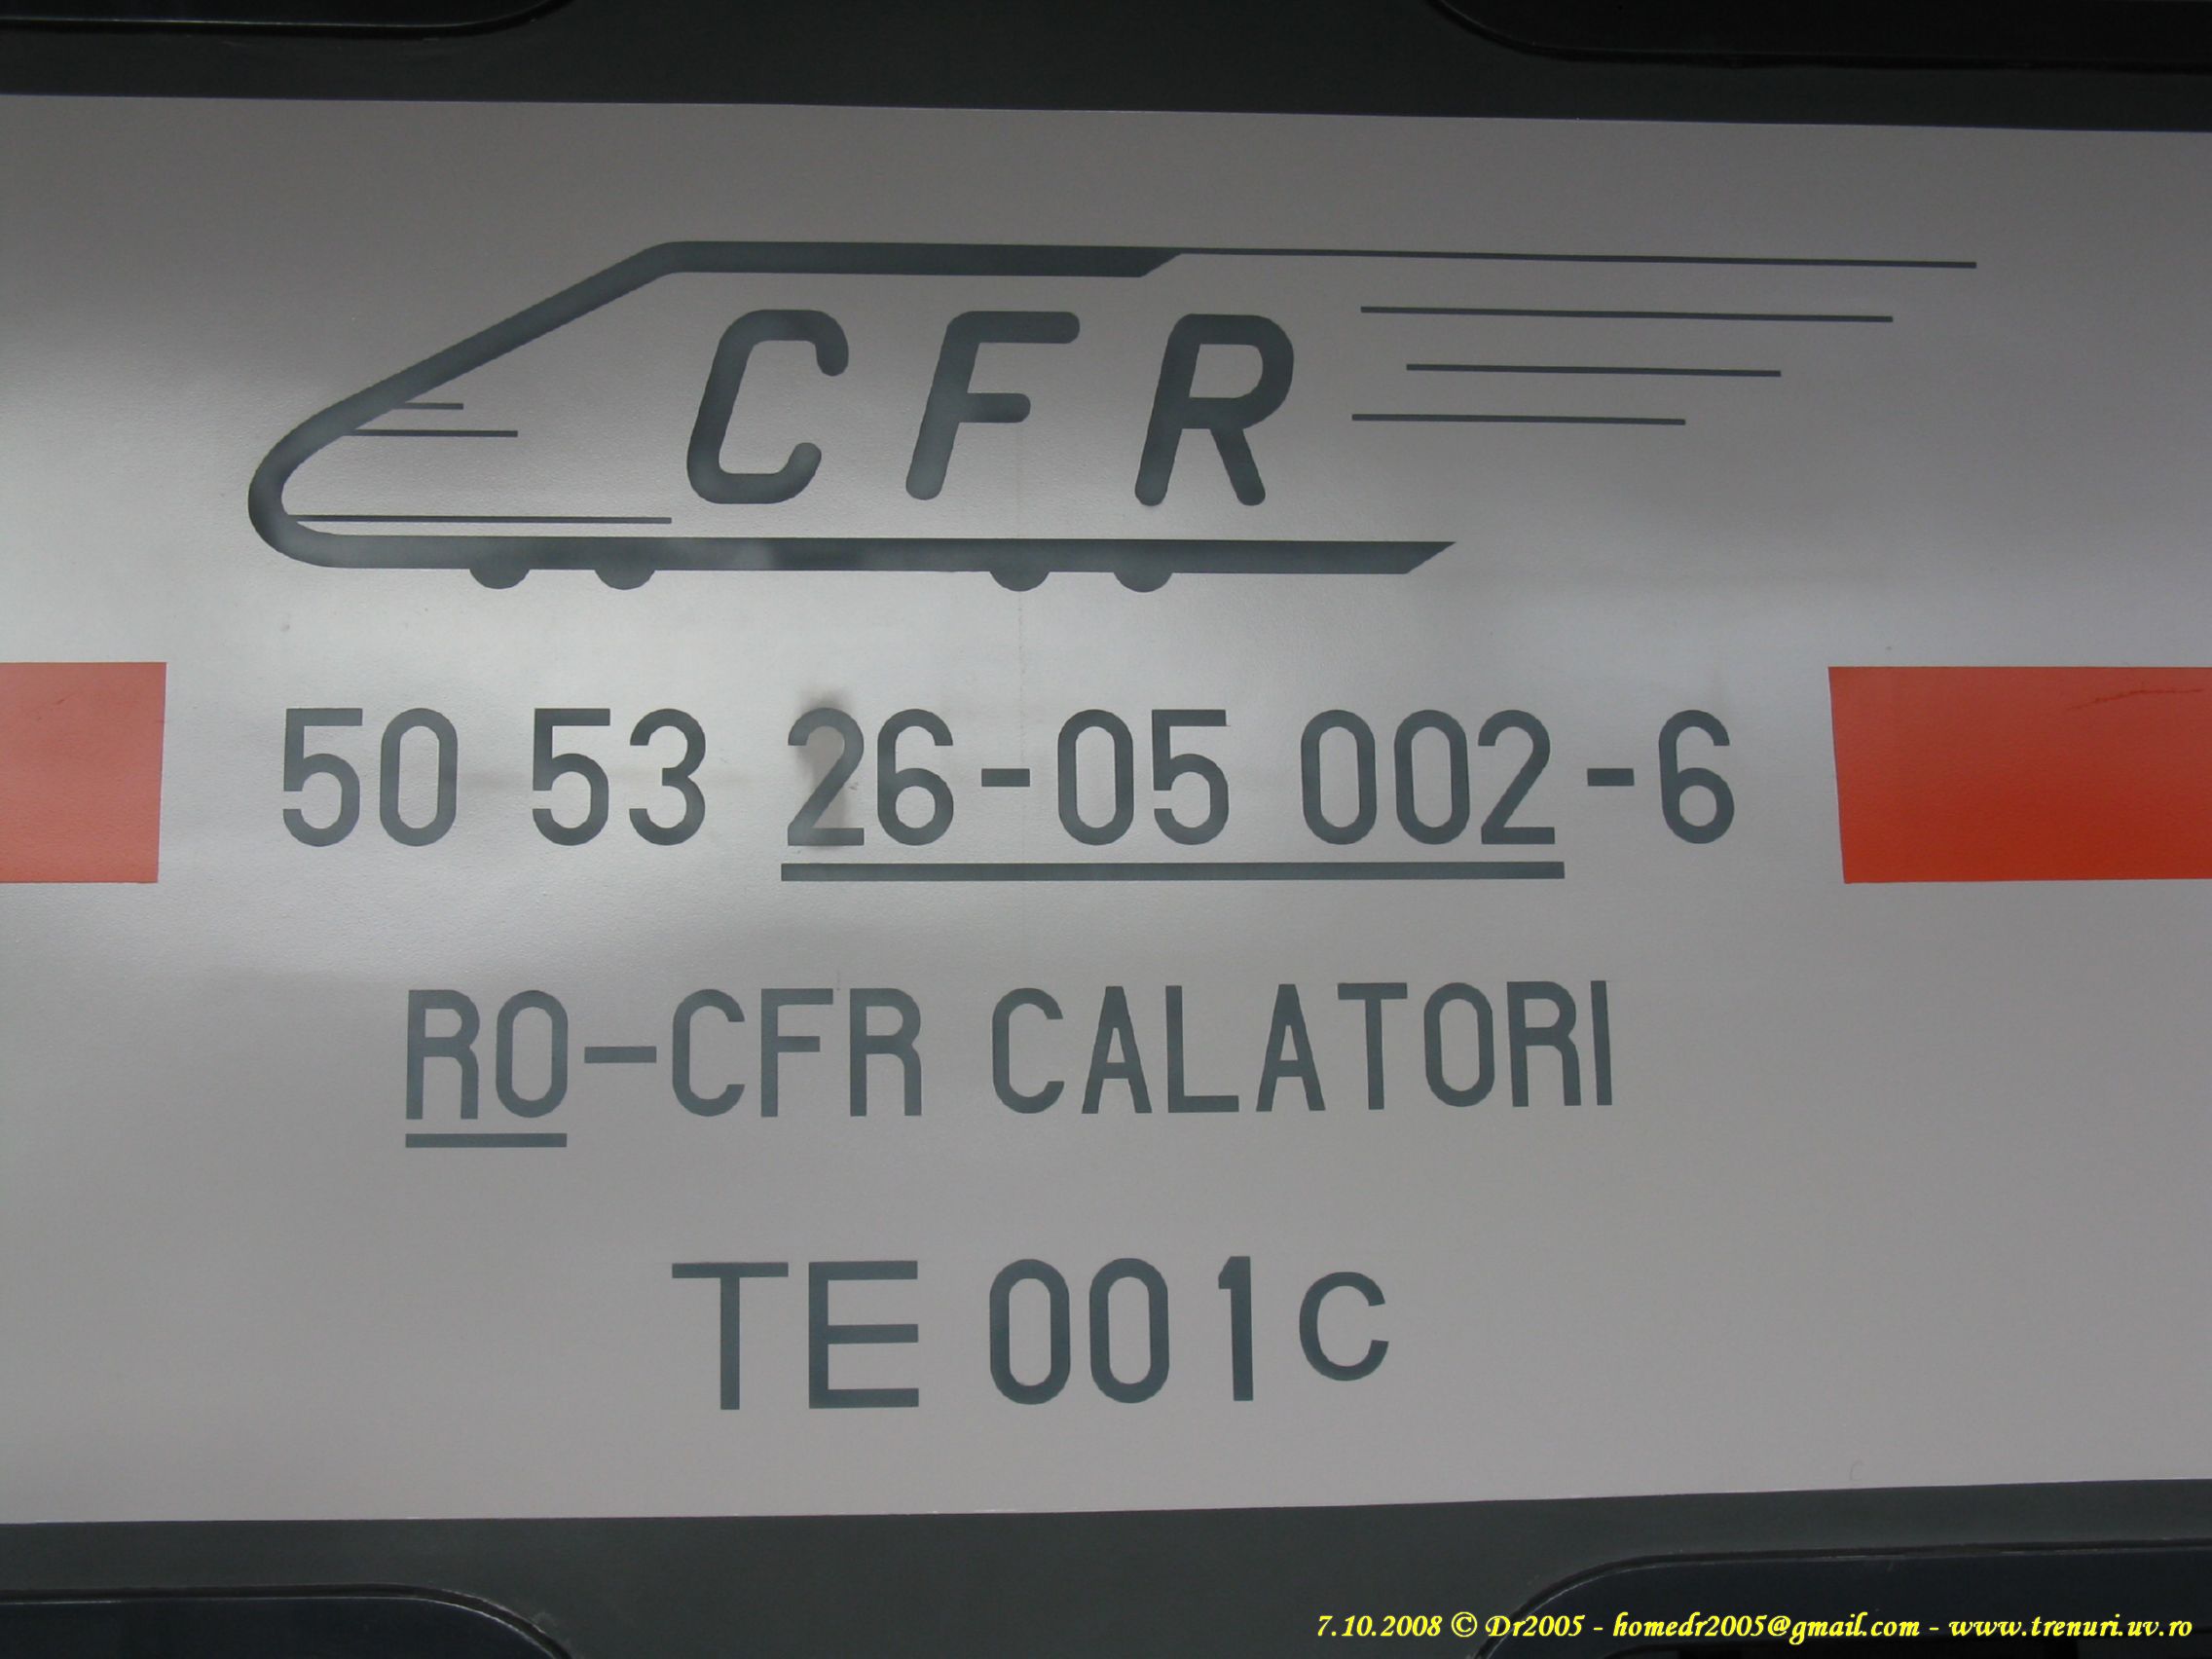 CFR
50 53 26-05 002-6
RO-CFR CALATORI
TE 001C
7.10.2008 © Dr2005 - homedr2005@gmail.com - www.trenuri.uv.ro